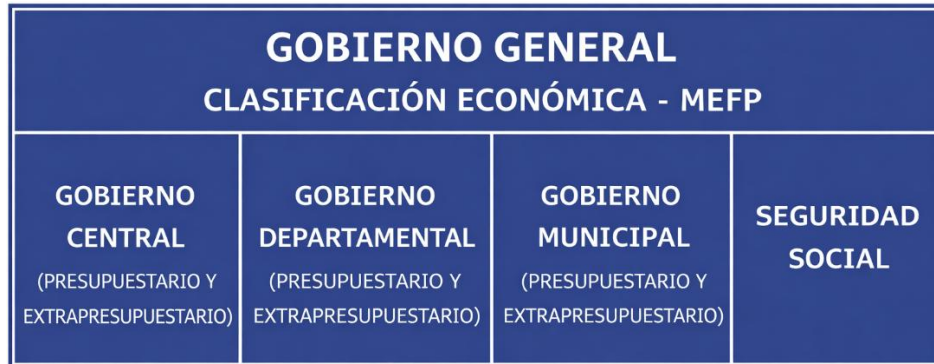 GOBIERNO GENERAL
CLASIFICACIÓN ECONÓMICA - MEFP
GOBIERNO
CENTRAL
(PRESUPUESTARIO Y
EXTRAPRESUPUESTARIO)
GOBIERNO
DEPARTAMENTAL
(PRESUPUESTARIO Y
EXTRAPRESUPUESTARIO)
GOBIERNO
MUNICIPAL
(PRESUPUESTARIO Y
EXTRAPRESUPUESTARIO)
SEGURIDAD
SOCIAL